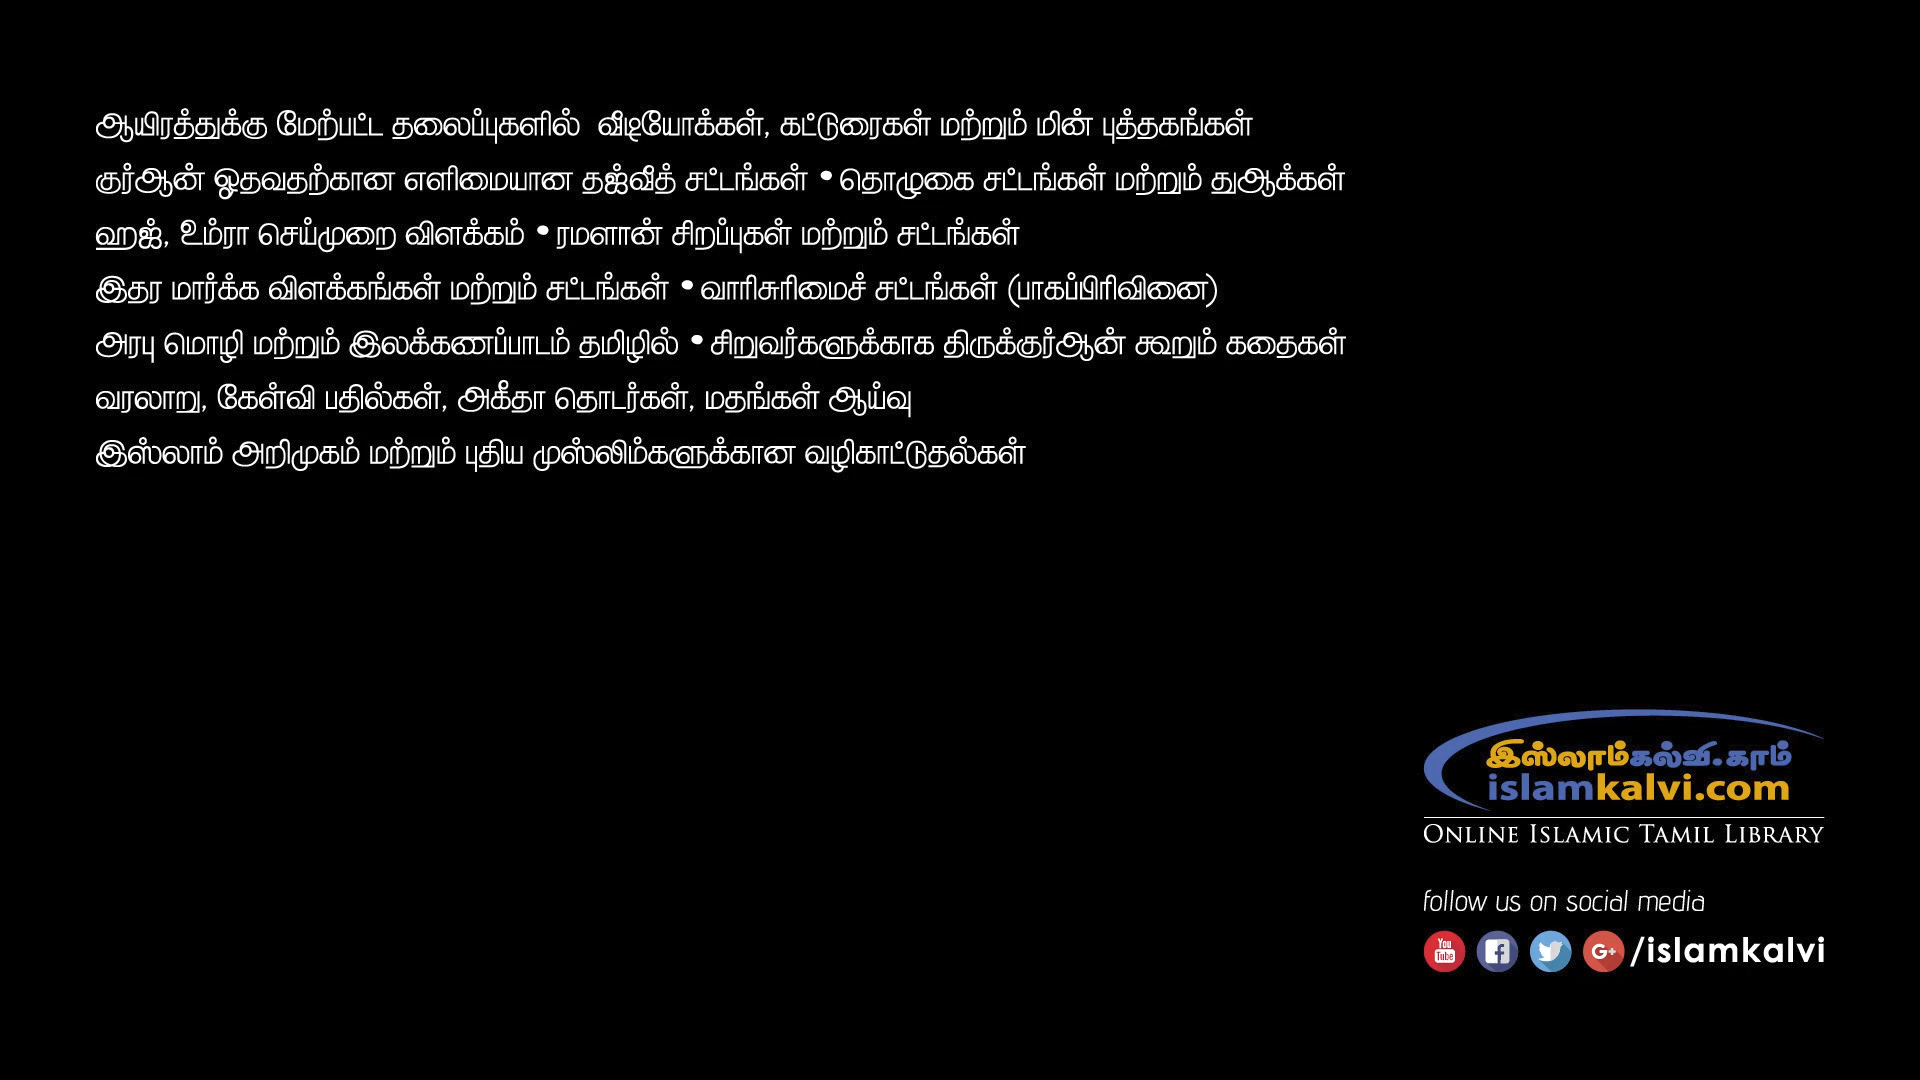 ஆயிரத்துக்கு மேற்பட்ட தலைப்புகளில் வீடியோக்கள், கட்டுரைகள் மற்றும் மின் புத்தகங்கள்
குர்ஆன் ஓதவதற்கான எளிமையான தஜ்வீத் சட்டங்கள் • தொழுகை சட்டங்கள் மற்றும் துஆக்கள்
ஹஜ், உம்ரா செய்முறை விளக்கம் • ரமளான் சிறப்புகள் மற்றும் சட்டங்கள்
இதர மார்க்க விளக்கங்கள் மற்றும் சட்டங்கள் • வாரிசுரிமைச் சட்டங்கள் (பாகப்பிரிவினை)
அரபு மொழி மற்றும் இலக்கணப்பாடம் தமிழில் • சிறுவர்களுக்காக திருக்குர்ஆன் கூறும் கதைகள்
வரலாறு, கேள்வி பதில்கள், அகீதா தொடர்கள், மதங்கள் ஆய்வு
இஸ்லாம் அறிமுகம் மற்றும் புதிய முஸ்லிம்களுக்கான வழிகாட்டுதல்கள்
இஸ்லாம்கல்வி.காம்
islamkalvi.com
ONLINE ISLAMIC TAMIL LIBRARY
follow us on social media
You Tube f G+ /islamkalvi